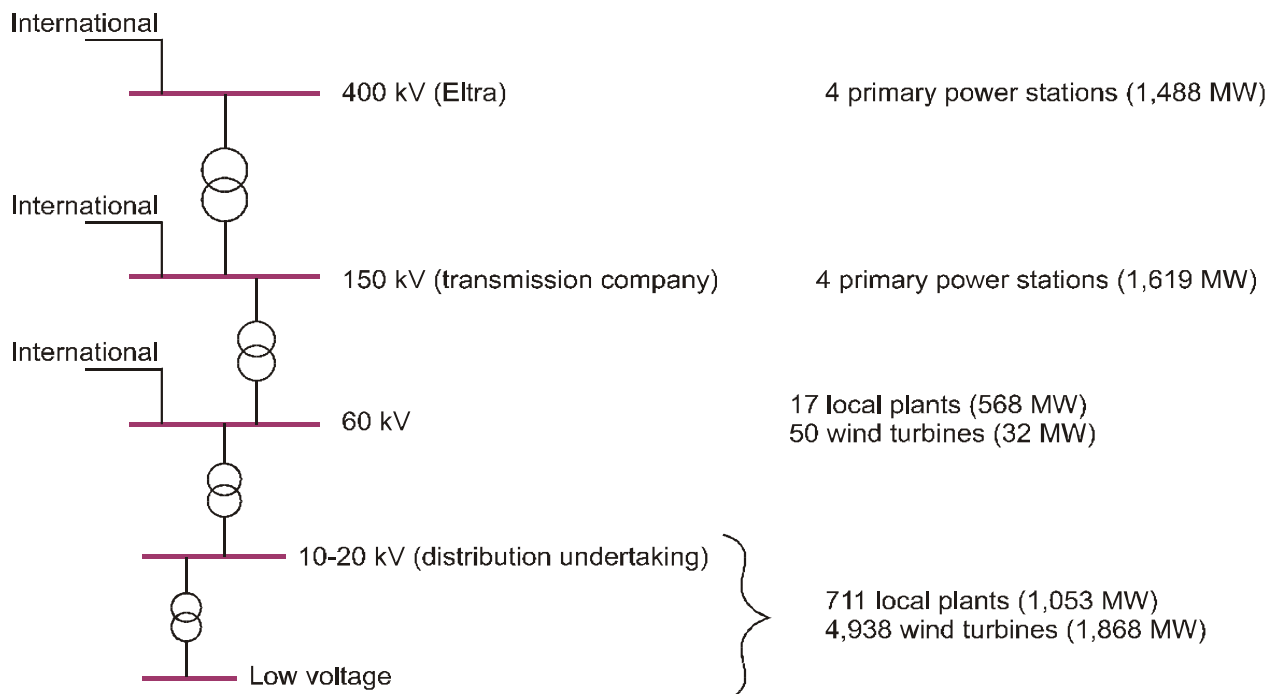 International
400 kV (Eltra)
4 primary power stations (1,488 MW)
International
150 kV (transmission company)
4 primary power stations (1,619 MW)
International
60 kV
17 local plants (568 MW)
50 wind turbines (32 MW)
10-20 kV (distribution undertaking)
711 local plants (1,053 MW)
4,938 wind turbines (1,868 MW)
Low voltage